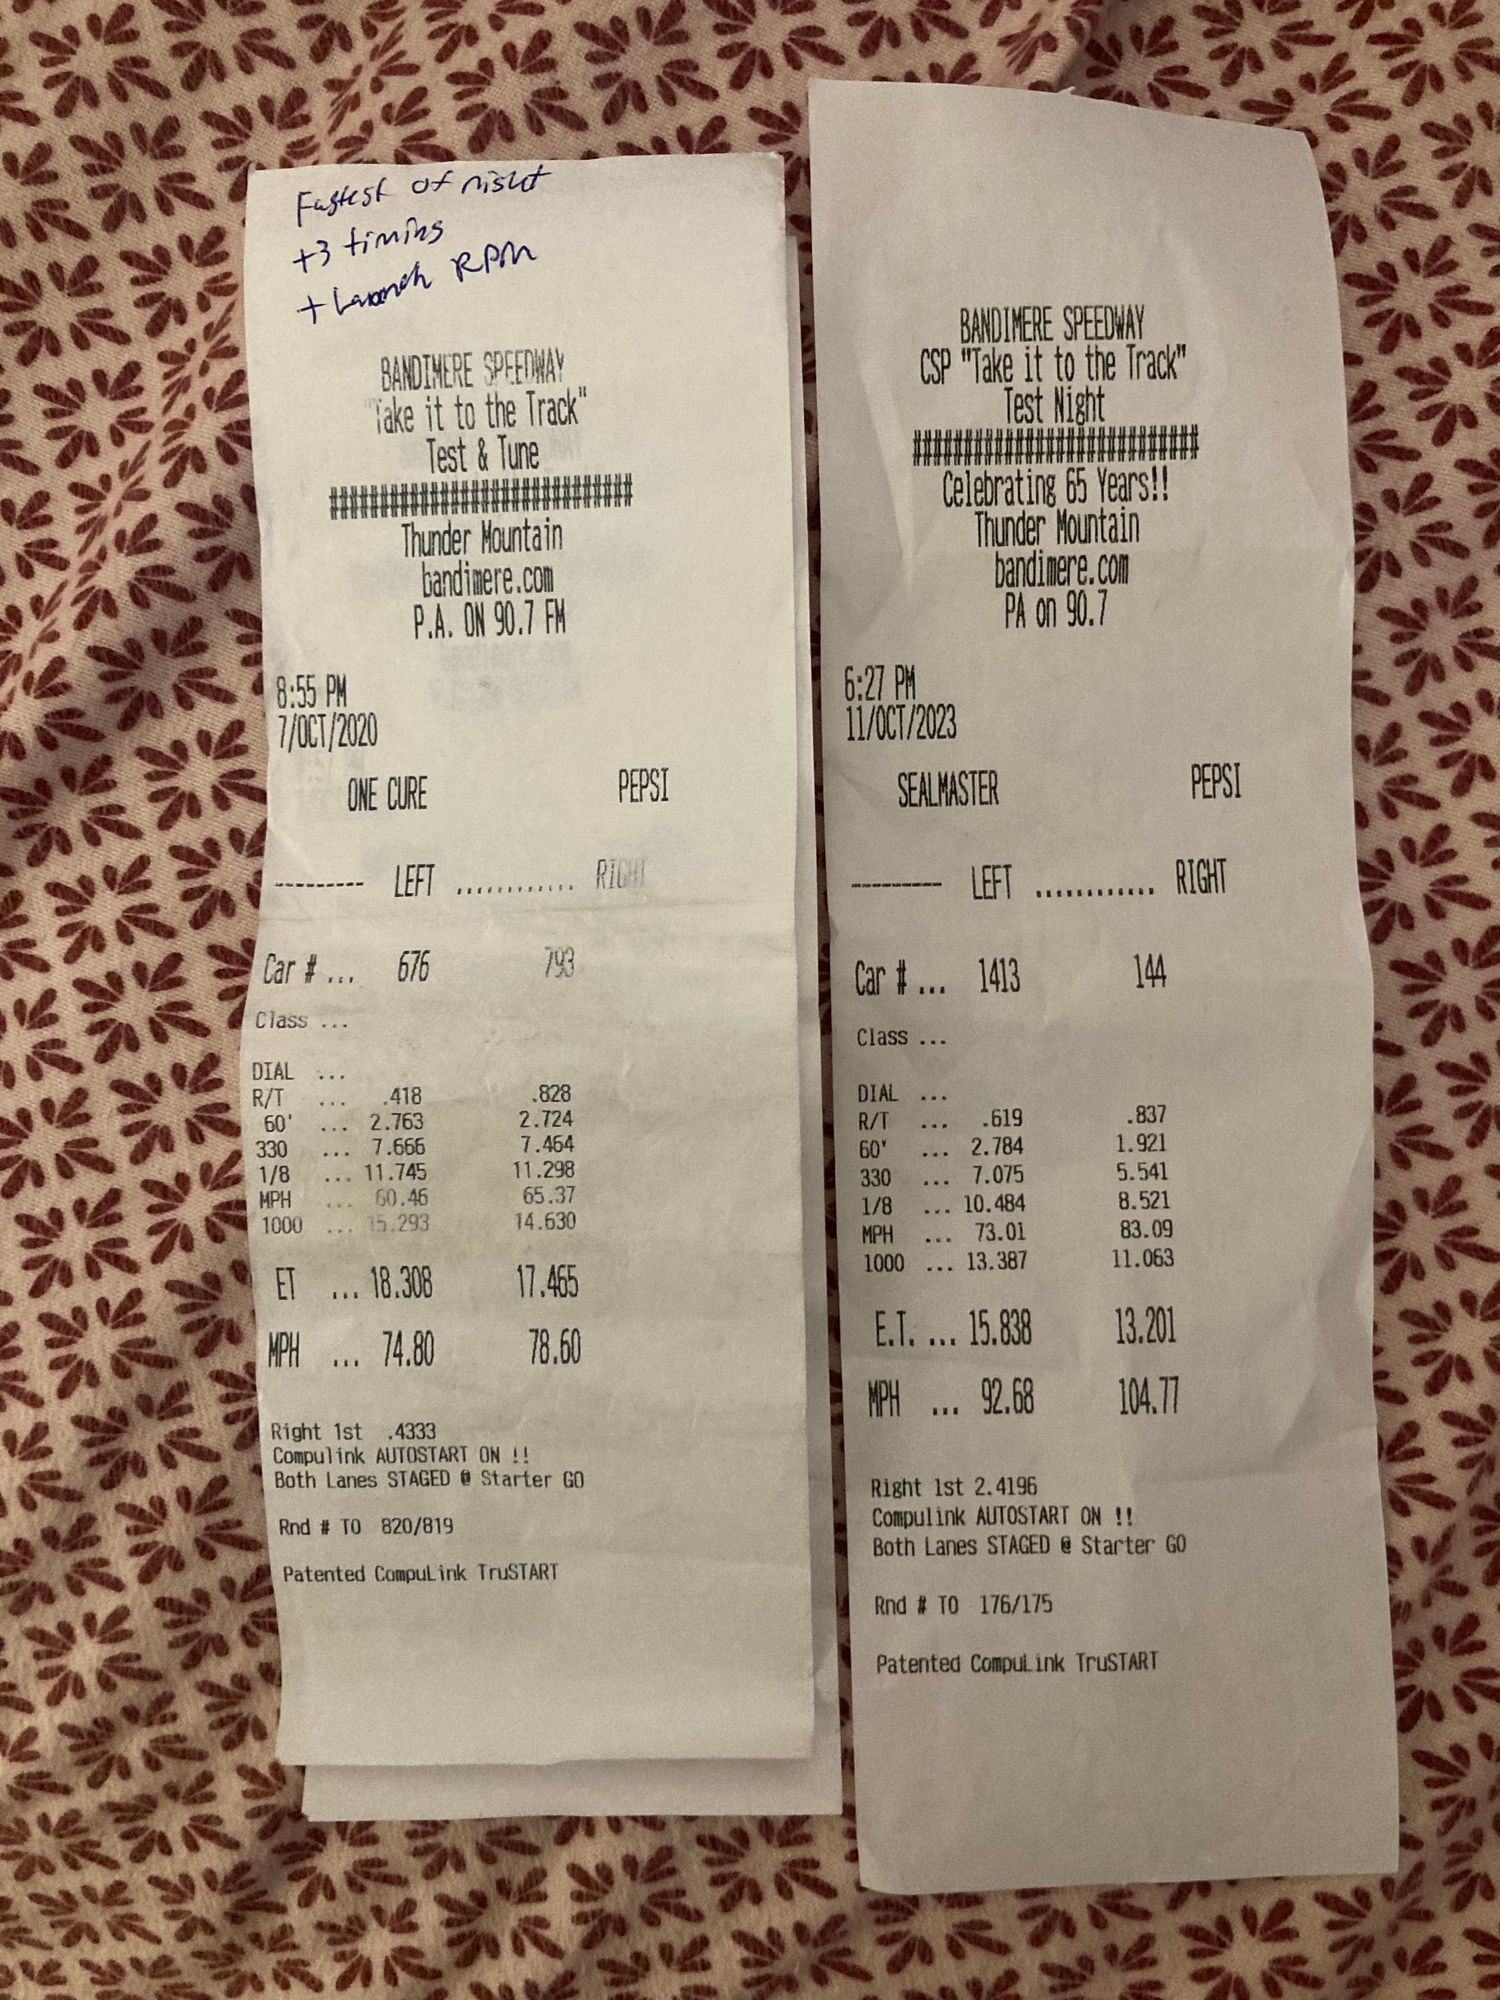 Fastest of night
+3 timing
+ Launch RPM
BANDIMERE SPEEDWAY
"Take it to the Track"
Test & Tune
############################
Thunder Mountain
bandimere.com
P.A. ON 90.7 FM
8:55 PM
7/OCT/2020
ONE CURE PEPSI
--------- LEFT ............ RIGHT
Car # ... 676 793
Class ...
DIAL ...
R/T ... .418 .828
60' ... 2.763 2.724
330 ... 7.666 7.464
1/8 ... 11.745 11.298
MPH ... 60.46 65.37
1000 ... 15.293 14.630
ET ... 18.308 17.465
MPH ... 74.80 78.60
Right 1st .4333
Compulink AUTOSTART ON !!
Both Lanes STAGED @ Starter GO
Rnd # TO 820/819
Patented CompuLink TruSTART
BANDIMERE SPEEDWAY
CSP "Take it to the Track"
Test Night
############################
Celebrating 65 Years!!
Thunder Mountain
bandimere.com
PA on 90.7
6:27 PM
11/OCT/2023
SEALMASTER PEPSI
--------- LEFT ............ RIGHT
Car # ... 1413 144
Class ...
DIAL ...
R/T ... .619 .837
60' ... 2.784 1.921
330 ... 7.075 5.541
1/8 ... 10.484 8.521
MPH ... 73.01 83.09
1000 ... 13.387 11.063
E.T. ... 15.838 13.201
MPH ... 92.68 104.77
Right 1st 2.4196
Compulink AUTOSTART ON !!
Both Lanes STAGED @ Starter GO
Rnd # TO 176/175
Patented CompuLink TruSTART